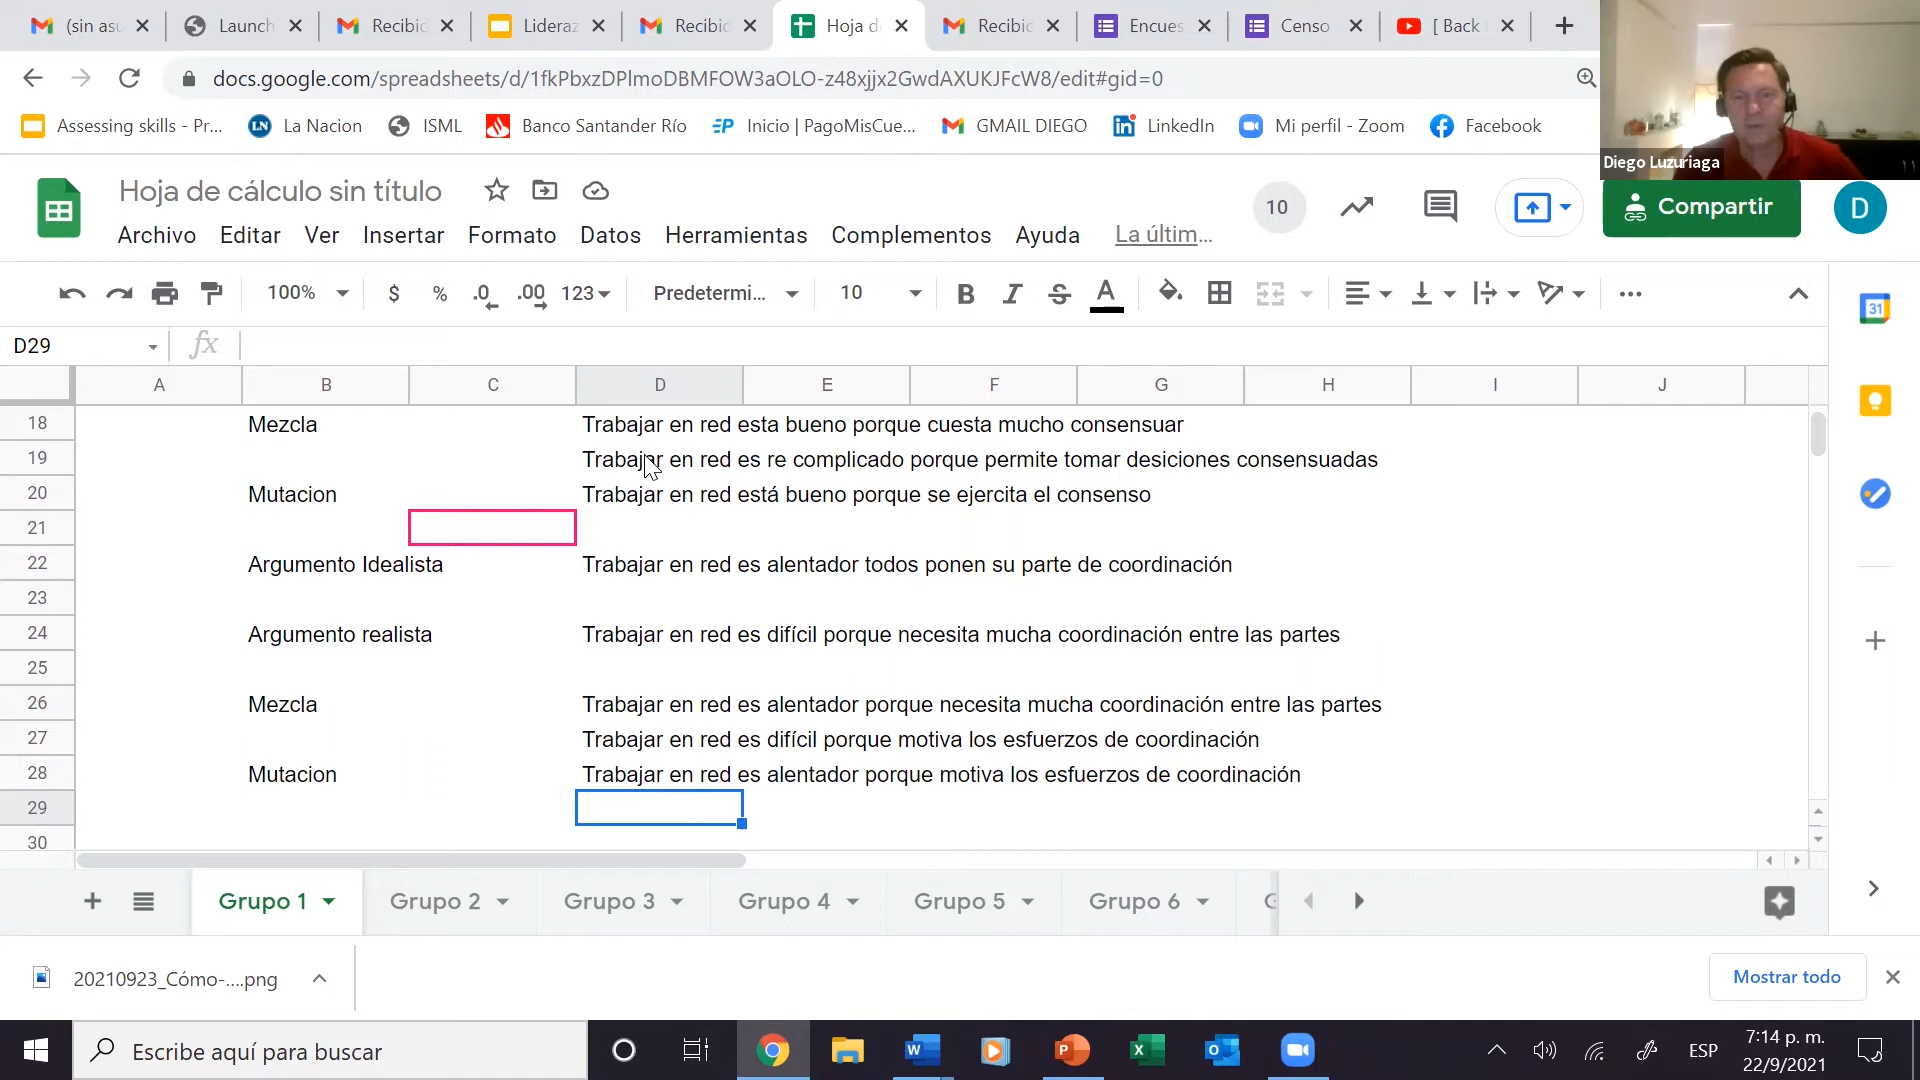 (sin asu
Launch
Recibid
Lideraz
Recibid
Hoja d
Recibid
Encues
Censo
[ Back
docs.google.com/spreadsheets/d/1fkPbxzDPlmoDBMFOW3aOLO-z48xjjx2GwdAXUKJFcW8/edit#gid=0
Assessing skills - Pr...
LN La Nacion
ISML
Banco Santander Río
Inicio | PagoMisCue...
GMAIL DIEGO
LinkedIn
Mi perfil - Zoom
Facebook
Diego Luzuriaga
Hoja de cálculo sin título
10
Compartir
D
Archivo Editar Ver Insertar Formato Datos Herramientas Complementos Ayuda La últim...
100% $ % .0 .00 123 Predetermi... 10 B I S A
31
D29 fx
A B C D E F G H I J
18 Mezcla Trabajar en red esta bueno porque cuesta mucho consensuar
19 Trabajar en red es re complicado porque permite tomar desiciones consensuadas
20 Mutacion Trabajar en red está bueno porque se ejercita el consenso
21
22 Argumento Idealista Trabajar en red es alentador todos ponen su parte de coordinación
23
24 Argumento realista Trabajar en red es difícil porque necesita mucha coordinación entre las partes
25
26 Mezcla Trabajar en red es alentador porque necesita mucha coordinación entre las partes
27 Trabajar en red es difícil porque motiva los esfuerzos de coordinación
28 Mutacion Trabajar en red es alentador porque motiva los esfuerzos de coordinación
29
30
Grupo 1 Grupo 2 Grupo 3 Grupo 4 Grupo 5 Grupo 6
20210923_Cómo-....png
Mostrar todo
Escribe aquí para buscar
ESP
7:14 p. m.
22/9/2021